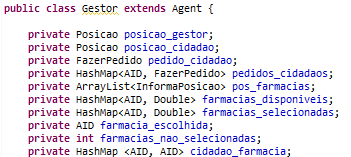 public class Gestor extends Agent {
private Posicao posicao_gestor;
private Posicao posicao_cidadao;
private FazerPedido pedido_cidadao;
private HashMap<AID, FazerPedido> pedidos_cidadaos;
private ArrayList<InformaPosicao> pos_farmacias;
private HashMap<AID, Double> farmacias_disponiveis;
private HashMap<AID, Double> farmacias_selecionadas;
private AID farmacia_escolhida;
private int farmacias_nao_selecionadas;
private HashMap <AID, AID> cidadao_farmacia;